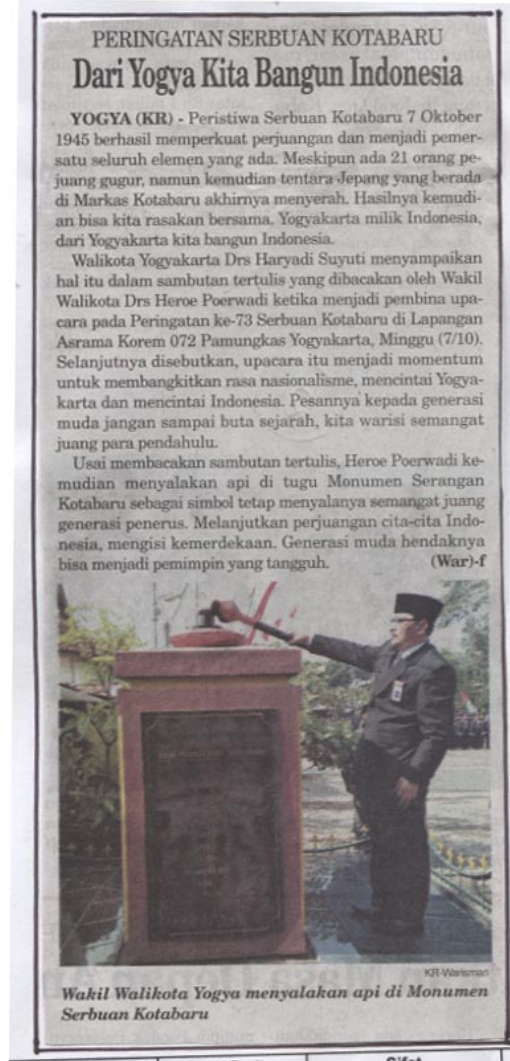 PERINGATAN SERBUAN KOTABARU
Dari Yogya Kita Bangun Indonesia
YOGYA (KR) - Peristiwa Serbuan Kotabaru 7 Oktober
1945 berhasil memperkuat perjuangan dan menjadi pemer-
satu seluruh elemen yang ada. Meskipun ada 21 orang pe-
juang gugur, namun kemudian tentara Jepang yang berada
di Markas Kotabaru akhirnya menyerah. Hasilnya kemudi-
an bisa kita rasakan bersama. Yogyakarta milik Indonesia,
dari Yogyakarta kita bangun Indonesia.
Walikota Yogyakarta Drs Haryadi Suyuti menyampaikan
hal itu dalam sambutan tertulis yang dibacakan oleh Wakil
Walikota Drs Heroe Poerwadi ketika menjadi pembina upa-
cara pada Peringatan ke-73 Serbuan Kotabaru di Lapangan
Asrama Korem 072 Pamungkas Yogyakarta, Minggu (7/10).
Selanjutnya disebutkan, upacara itu menjadi momentum
untuk membangkitkan rasa nasionalisme, mencintai Yogya-
karta dan mencintai Indonesia. Pesannya kepada generasi
muda jangan sampai buta sejarah, kita warisi semangat
juang para pendahulu.
Usai membacakan sambutan tertulis, Heroe Poerwadi ke-
mudian menyalakan api di tugu Monumen Serangan
Kotabaru sebagai simbol tetap menyalanya semangat juang
generasi penerus. Melanjutkan perjuangan cita-cita Indo-
nesia, mengisi kemerdekaan. Generasi muda hendaknya
bisa menjadi pemimpin yang tangguh. (War)-f
KR-Warisman
Wakil Walikota Yogya menyalakan api di Monumen
Serbuan Kotabaru